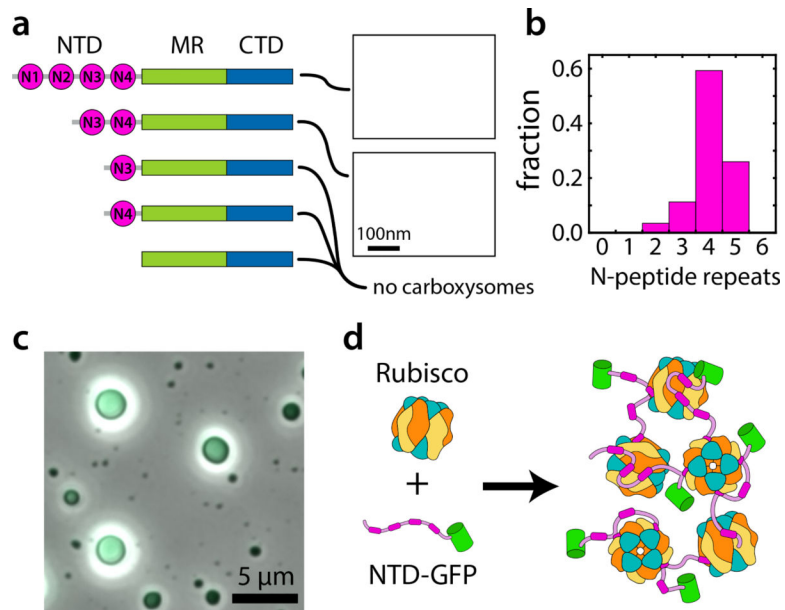 a
NTD MR CTD
N1 N2 N3 N4
N3 N4
N3
N4
100nm
no carboxysomes
b
fraction
0.6
0.4
0.2
0.0
0 1 2 3 4 5 6
N-peptide repeats
c
5 μm
d
Rubisco
+
NTD-GFP